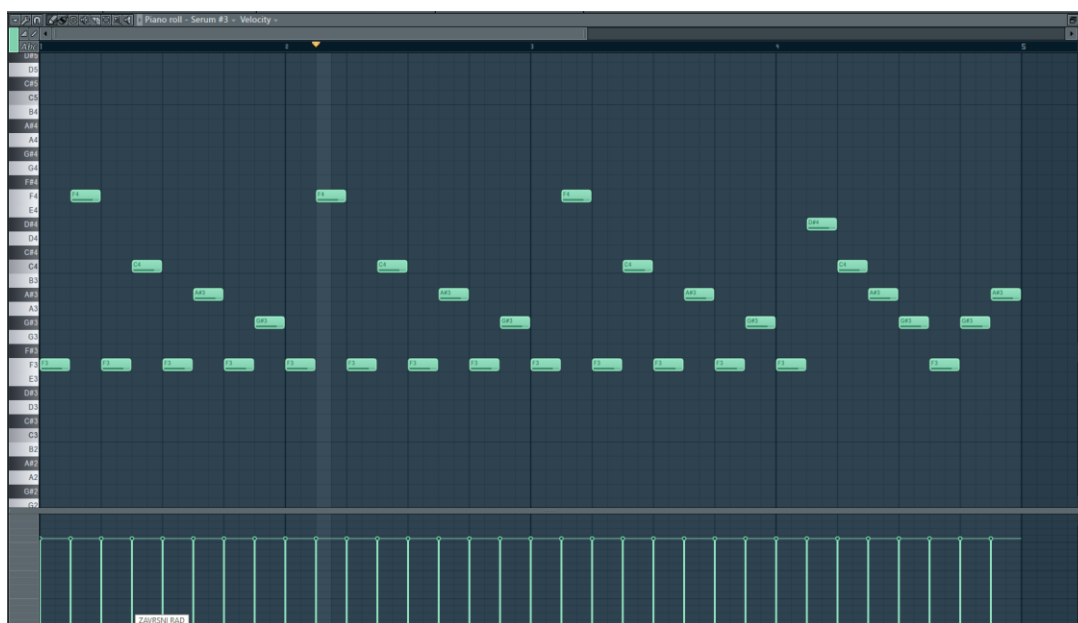 Piano roll - Serum #3 - Velocity
1 2 3 4 5
D#5
D5
C#5
C5
B4
A#4
A4
G#4
G4
F#4
F4 F4 F4 F4
E4
D#4 D#4
D4
C#4
C4 C4 C4 C4 C4
B3
A#3 A#3 A#3 A#3 A#3 A#3
A3
G#3 G#3 G#3 G#3 G#3 G#3
G3
F#3
F3 F3 F3 F3 F3 F3 F3 F3 F3 F3 F3 F3 F3 F3 F3
E3
D#3
D3
C#3
C3
B2
A#2
A2
G#2
G2
ZAVRSNI RAD